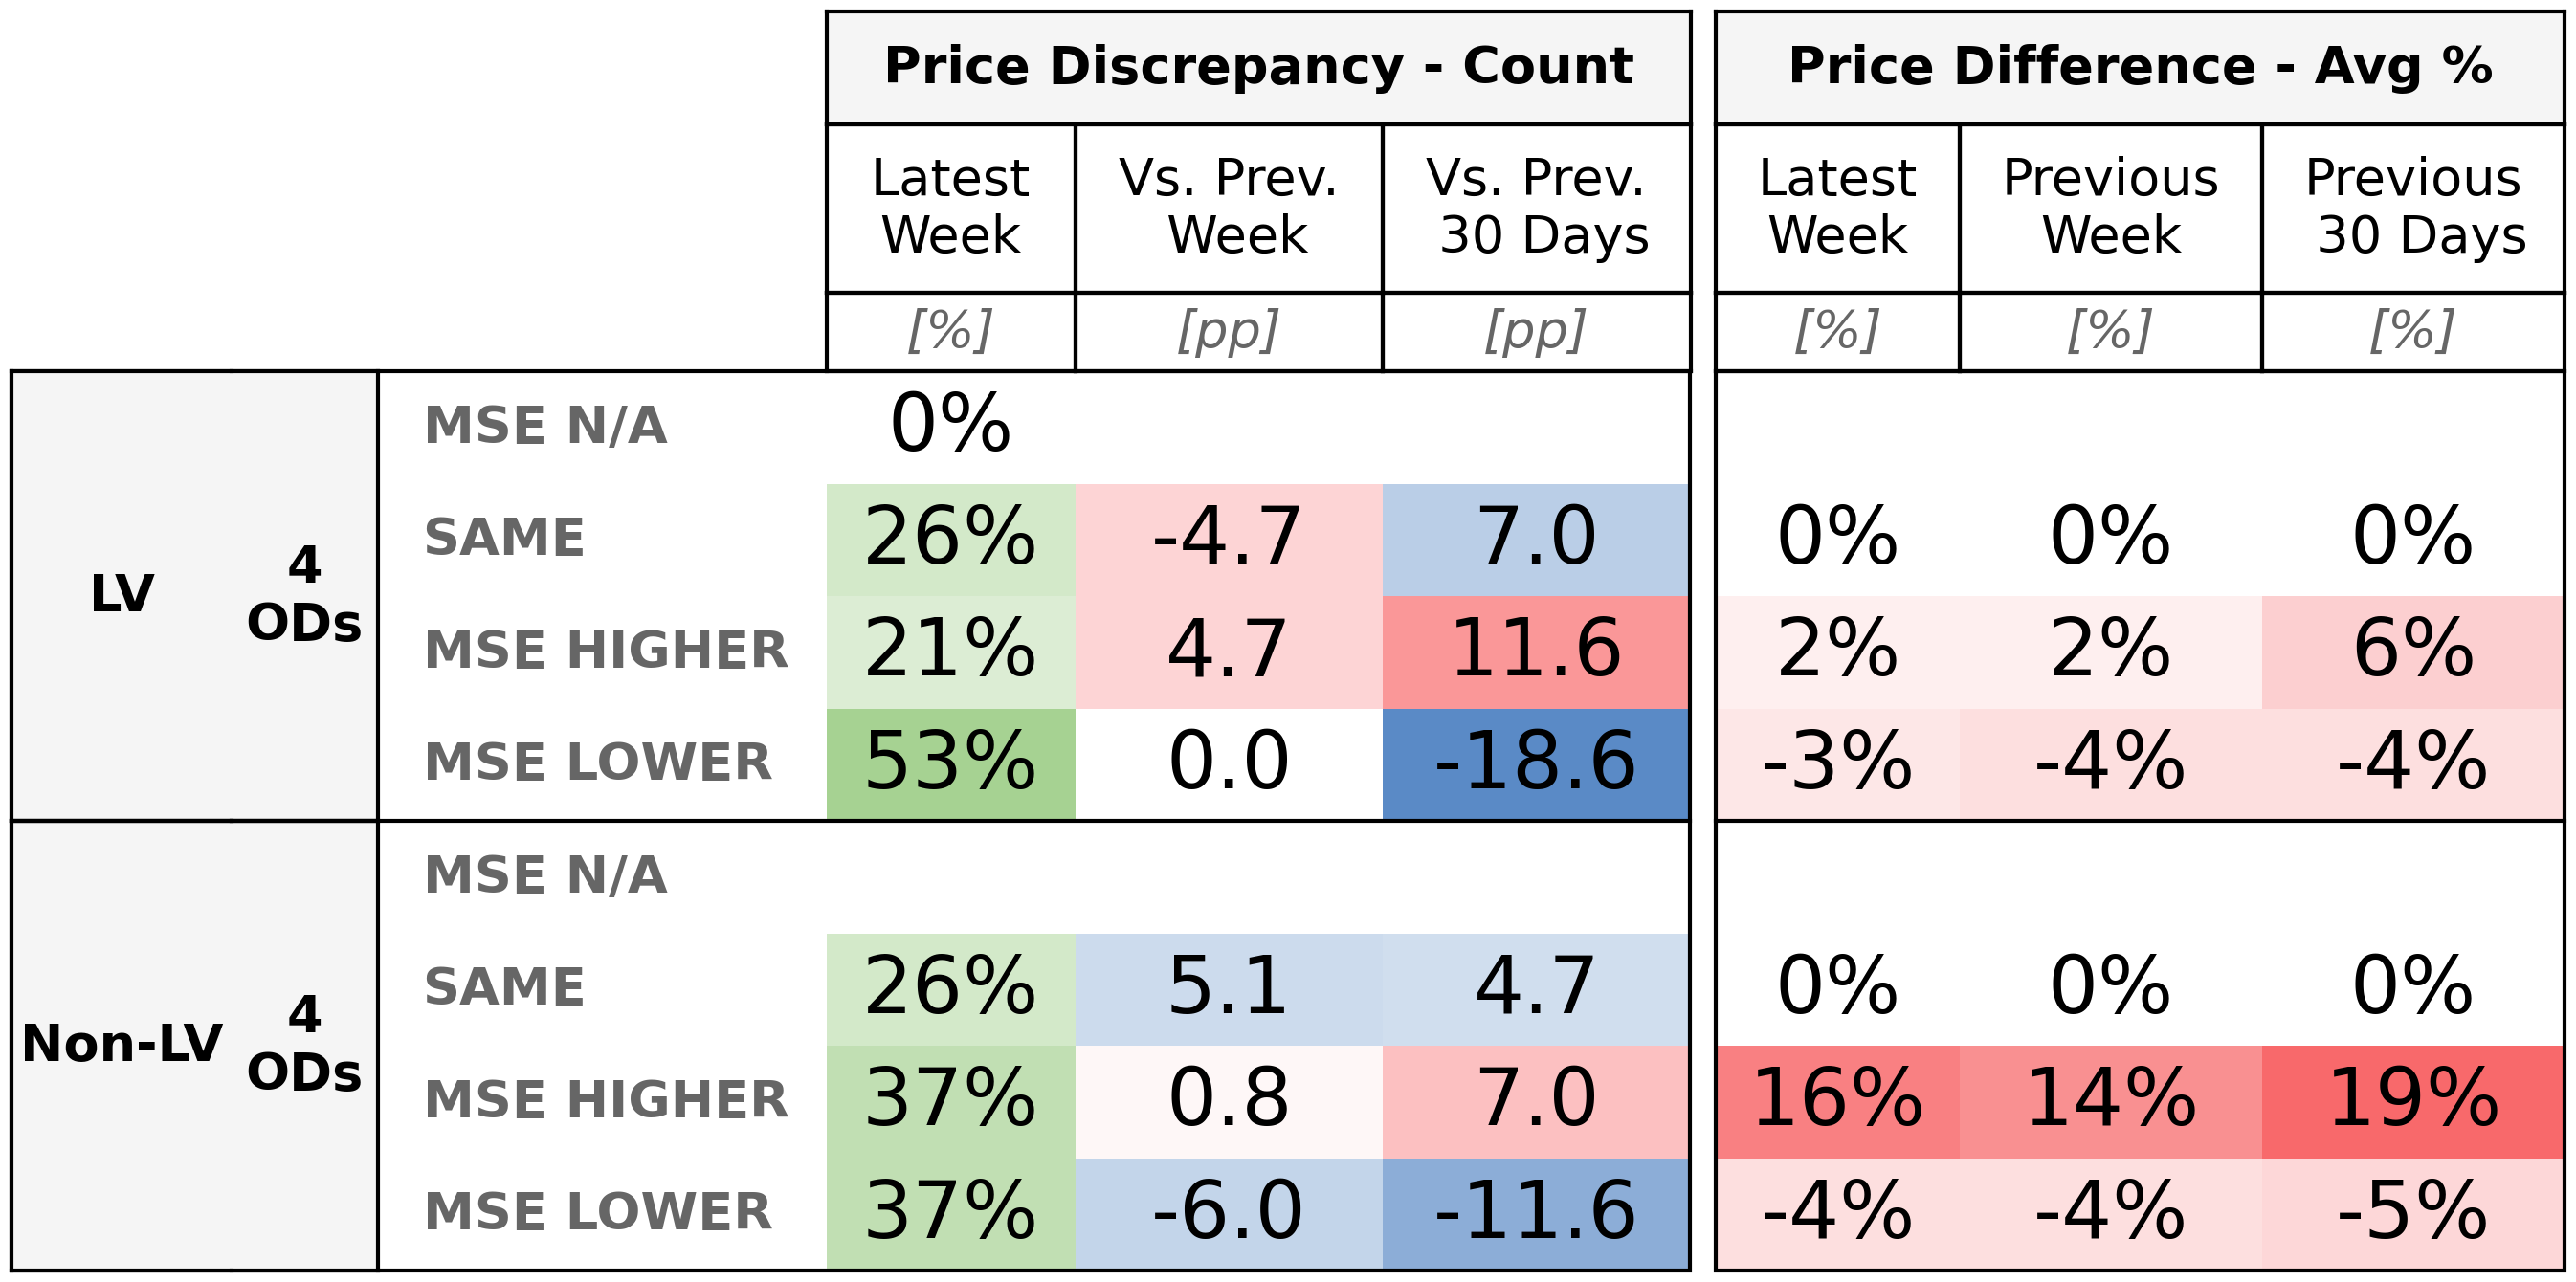 Price Discrepancy - Count Price Difference - Avg %
Latest Week Vs. Prev. Week Vs. Prev. 30 Days Latest Week Previous Week Previous 30 Days
[%] [pp] [pp] [%] [%] [%]
LV 4 ODs
MSE N/A 0%
SAME 26% -4.7 7.0 0% 0% 0%
MSE HIGHER 21% 4.7 11.6 2% 2% 6%
MSE LOWER 53% 0.0 -18.6 -3% -4% -4%
Non-LV 4 ODs
MSE N/A
SAME 26% 5.1 4.7 0% 0% 0%
MSE HIGHER 37% 0.8 7.0 16% 14% 19%
MSE LOWER 37% -6.0 -11.6 -4% -4% -5%